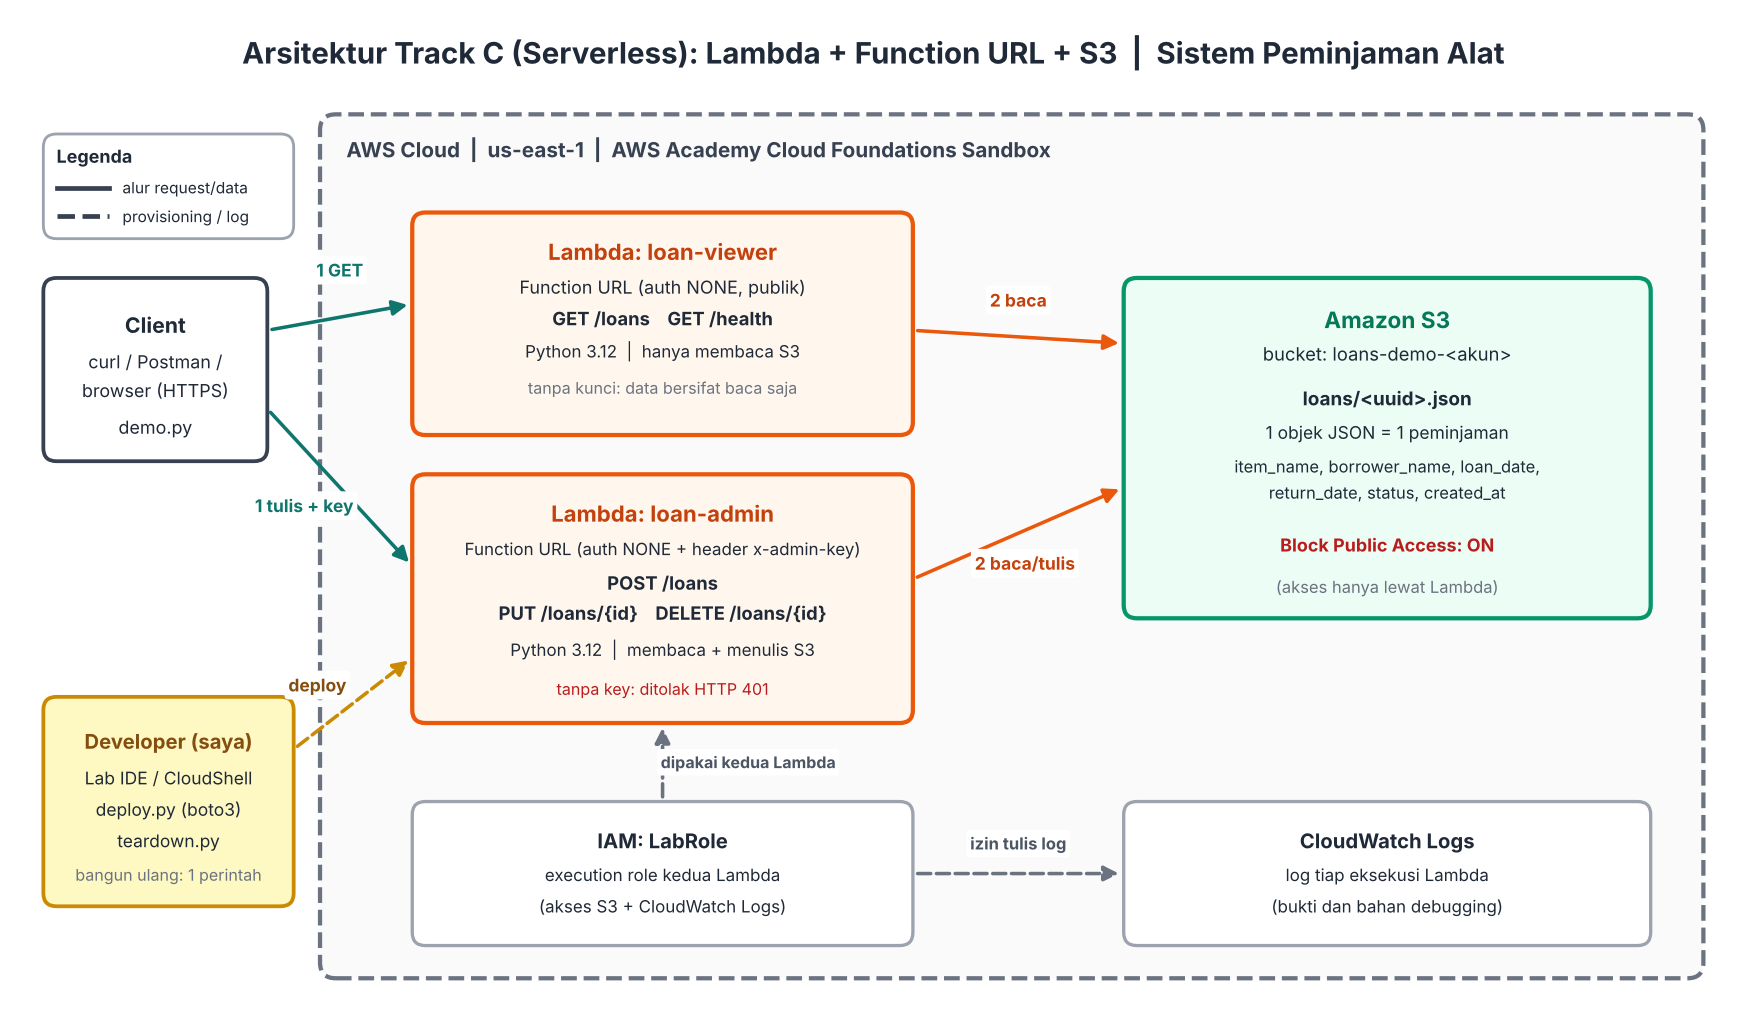 Arsitektur Track C (Serverless): Lambda + Function URL + S3 | Sistem Peminjaman Alat
Legenda
alur request/data
provisioning / log
AWS Cloud | us-east-1 | AWS Academy Cloud Foundations Sandbox
Client
curl / Postman /
browser (HTTPS)
demo.py
1 GET
1 tulis + key
Lambda: loan-viewer
Function URL (auth NONE, publik)
GET /loans GET /health
Python 3.12 | hanya membaca S3
tanpa kunci: data bersifat baca saja
2 baca
Lambda: loan-admin
Function URL (auth NONE + header x-admin-key)
POST /loans
PUT /loans/{id} DELETE /loans/{id}
Python 3.12 | membaca + menulis S3
tanpa key: ditolak HTTP 401
2 baca/tulis
Amazon S3
bucket: loans-demo-<akun>
loans/<uuid>.json
1 objek JSON = 1 peminjaman
item_name, borrower_name, loan_date,
return_date, status, created_at
Block Public Access: ON
(akses hanya lewat Lambda)
deploy
Developer (saya)
Lab IDE / CloudShell
deploy.py (boto3)
teardown.py
bangun ulang: 1 perintah
dipakai kedua Lambda
IAM: LabRole
execution role kedua Lambda
(akses S3 + CloudWatch Logs)
izin tulis log
CloudWatch Logs
log tiap eksekusi Lambda
(bukti dan bahan debugging)